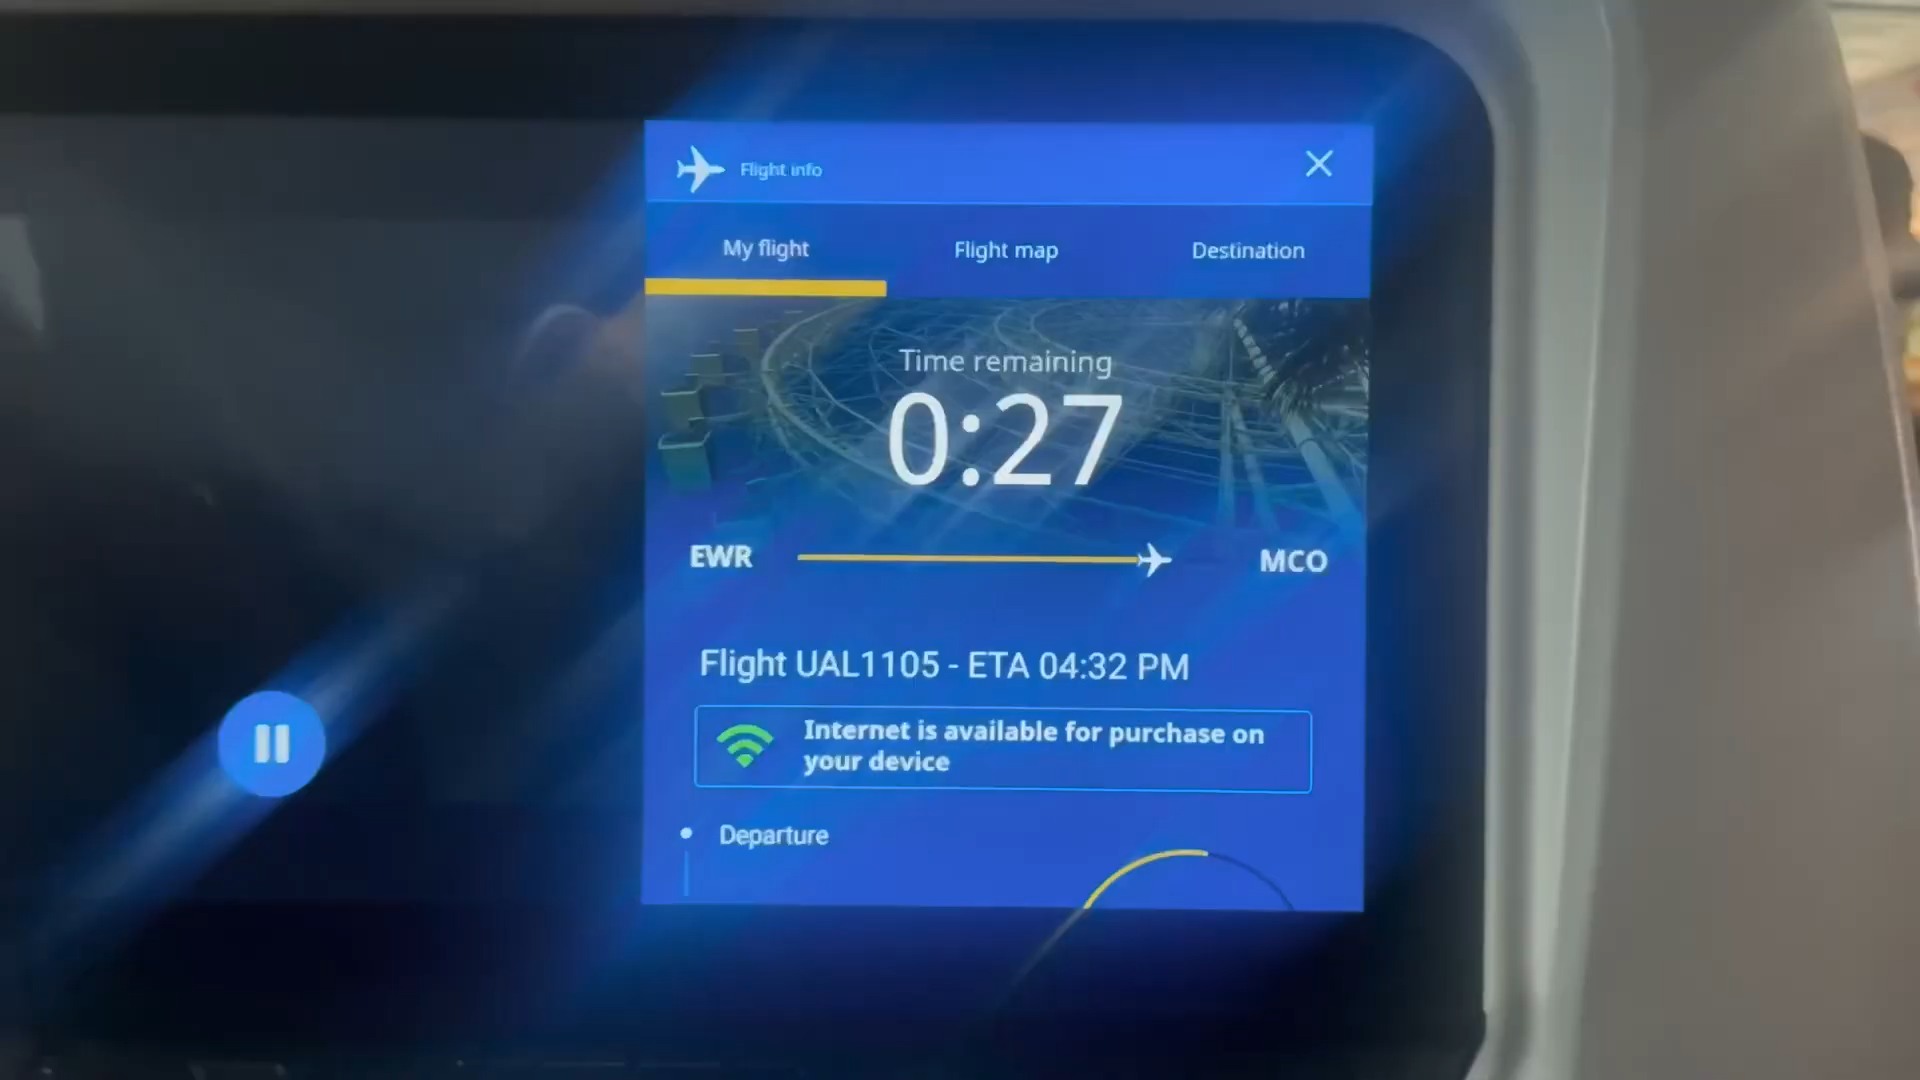 Flight info
My flight
Flight map
Destination
Time remaining
0:27
EWR
MCO
Flight UAL1105 - ETA 04:32 PM
Internet is available for purchase on
your device
Departure